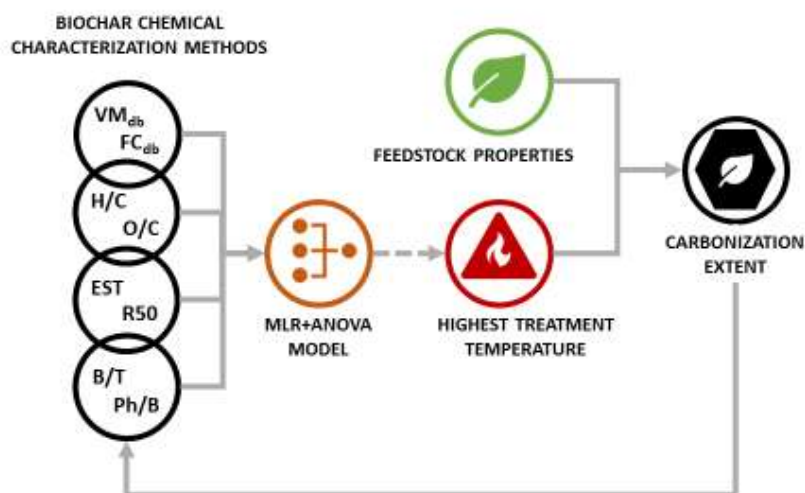 BIOCHAR CHEMICAL
CHARACTERIZATION METHODS
VMdb
FCdb
H/C
O/C
EST
R50
B/T
Ph/B
MLR+ANOVA
MODEL
FEEDSTOCK PROPERTIES
HIGHEST TREATMENT
TEMPERATURE
CARBONIZATION
EXTENT